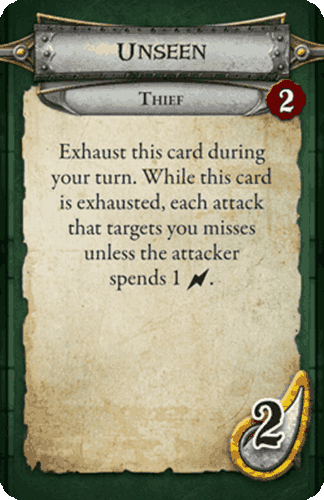 UNSEEN
THIEF
2
Exhaust this card during
your turn. While this card
is exhausted, each attack
that targets you misses
unless the attacker
spends 1 .
2